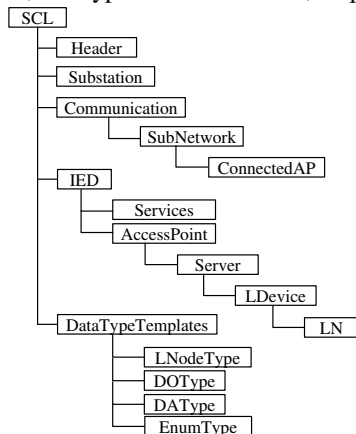 SCL
Header
Substation
Communication
SubNetwork
ConnectedAP
IED
Services
AccessPoint
Server
LDevice
LN
DataTypeTemplates
LNodeType
DOType
DAType
EnumType